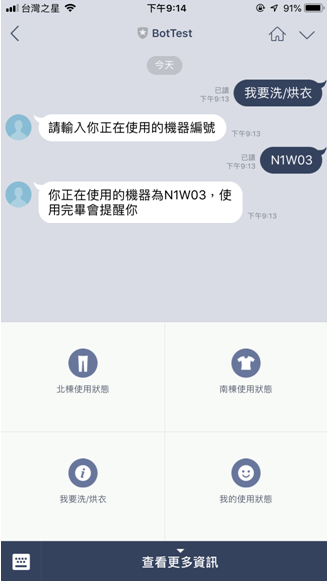 台灣之星 下午9:14 91%
BotTest
今天
已讀
下午9:13
我要洗/烘衣
請輸入你正在使用的機器編號
下午9:13
已讀
下午9:13
N1W03
你正在使用的機器為N1W03，使
用完畢會提醒你
下午9:13
北棟使用狀態
南棟使用狀態
我要洗/烘衣
我的使用狀態
查看更多資訊